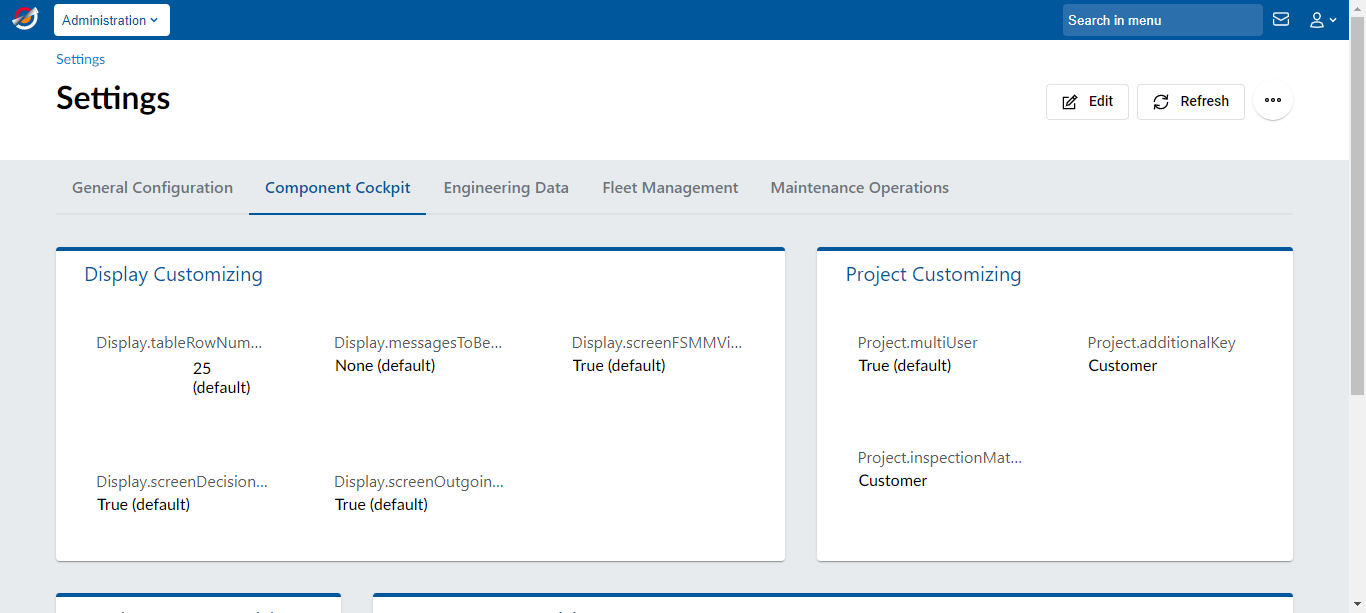 Administration
Search in menu
Settings
Settings
Edit
Refresh
General Configuration
Component Cockpit
Engineering Data
Fleet Management
Maintenance Operations
Display Customizing
Display.tableRowNum...
25
(default)
Display.messagesToBe...
None (default)
Display.screenFSMMVi...
True (default)
Display.screenDecision...
True (default)
Display.screenOutgoin...
True (default)
Project Customizing
Project.multiUser
True (default)
Project.additionalKey
Customer
Project.inspectionMat...
Customer